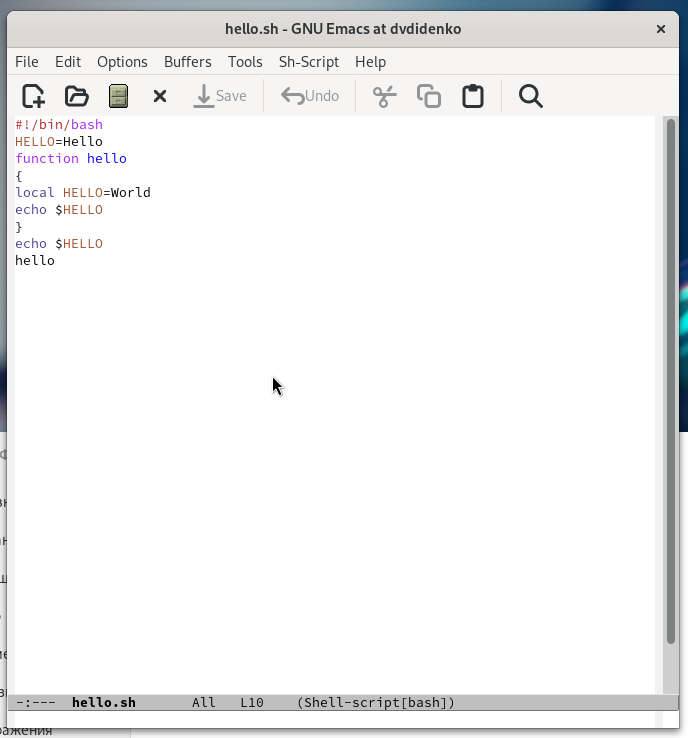 hello.sh - GNU Emacs at dvdidenko
File Edit Options Buffers Tools Sh-Script Help
Save Undo
#!/bin/bash
HELLO=Hello
function hello
{
local HELLO=World
echo $HELLO
}
echo $HELLO
hello
-:--- hello.sh All L10 (Shell-script[bash])